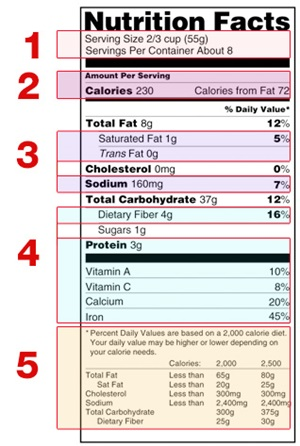 Nutrition Facts
1
Serving Size 2/3 cup (55g)
Servings Per Container About 8
2
Amount Per Serving
Calories 230 Calories from Fat 72
% Daily Value*
Total Fat 8g 12%
3
Saturated Fat 1g 5%
Trans Fat 0g
Cholesterol 0mg 0%
Sodium 160mg 7%
Total Carbohydrate 37g 12%
4
Dietary Fiber 4g 16%
Sugars 1g
Protein 3g
Vitamin A 10%
Vitamin C 8%
Calcium 20%
Iron 45%
5
* Percent Daily Values are based on a 2,000 calorie diet.
Your daily value may be higher or lower depending on
your calorie needs.
Calories: 2,000 2,500
Total Fat Less than 65g 80g
Sat Fat Less than 20g 25g
Cholesterol Less than 300mg 300mg
Sodium Less than 2,400mg 2,400mg
Total Carbohydrate 300g 375g
Dietary Fiber 25g 30g